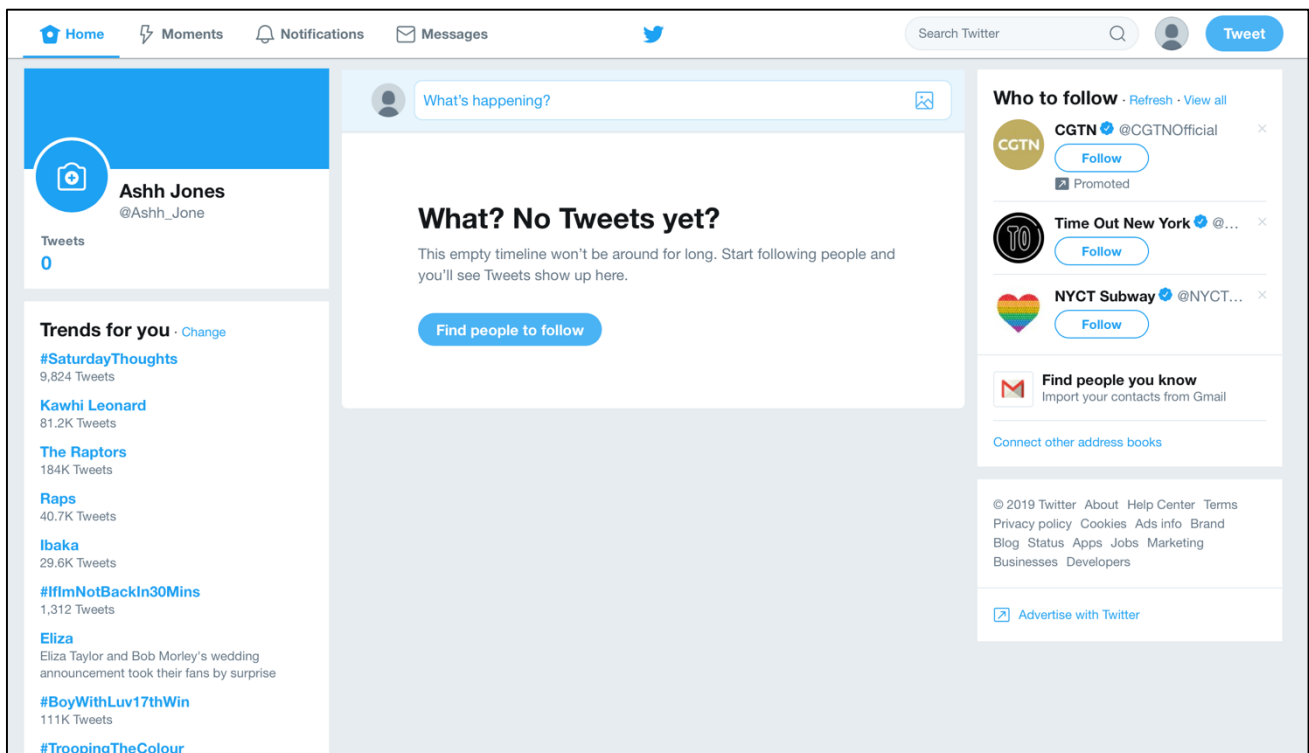 Home Moments Notifications Messages Search Twitter Tweet
Ashh Jones
@Ashh_Jone
Tweets
0
Trends for you · Change
#SaturdayThoughts
9,824 Tweets
Kawhi Leonard
81.2K Tweets
The Raptors
184K Tweets
Raps
40.7K Tweets
Ibaka
29.6K Tweets
#IfImNotBackIn30Mins
1,312 Tweets
Eliza
Eliza Taylor and Bob Morley's wedding
announcement took their fans by surprise
#BoyWithLuv17thWin
111K Tweets
#TroopingTheColour
What's happening?
What? No Tweets yet?
This empty timeline won't be around for long. Start following people and
you'll see Tweets show up here.
Find people to follow
Who to follow · Refresh · View all
CGTN
CGTN @CGTNOfficial
Follow
Promoted
TO
Time Out New York @...
Follow
NYCT Subway @NYCT...
Follow
Find people you know
Import your contacts from Gmail
Connect other address books
© 2019 Twitter About Help Center Terms
Privacy policy Cookies Ads info Brand
Blog Status Apps Jobs Marketing
Businesses Developers
Advertise with Twitter